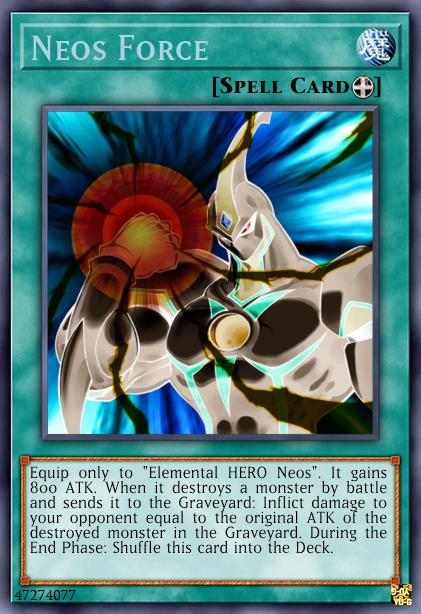 Neos Force
魔
[Spell Card]
Equip only to "Elemental HERO Neos". It gains
800 ATK. When it destroys a monster by battle
and sends it to the Graveyard: Inflict damage to
your opponent equal to the original ATK of the
destroyed monster in the Graveyard. During the
End Phase: Shuffle this card into the Deck.
47274077